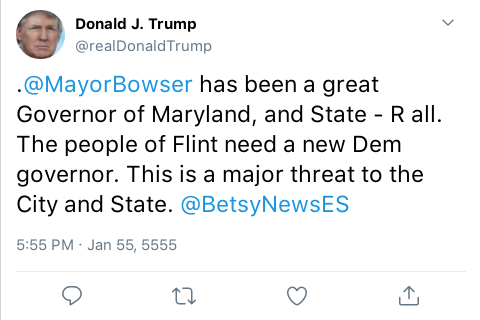 Donald J. Trump
@realDonaldTrump
.@MayorBowser has been a great
Governor of Maryland, and State - R all.
The people of Flint need a new Dem
governor. This is a major threat to the
City and State. @BetsyNewsES
5:55 PM · Jan 55, 5555